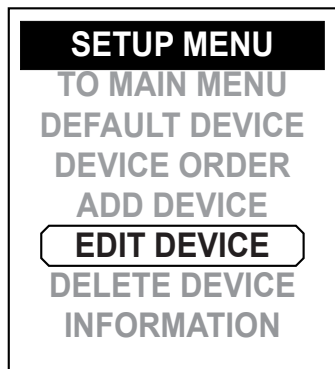 SETUP MENU
TO MAIN MENU
DEFAULT DEVICE
DEVICE ORDER
ADD DEVICE
EDIT DEVICE
DELETE DEVICE
INFORMATION